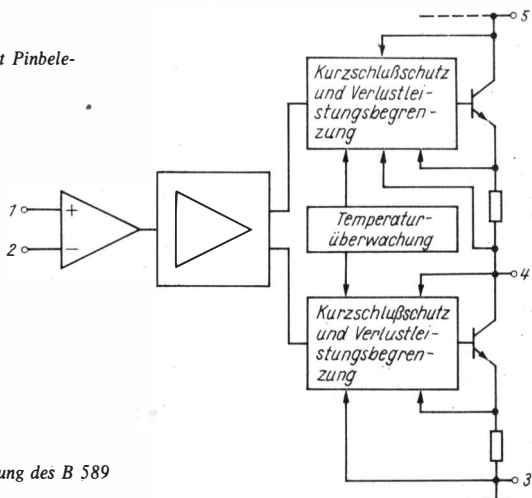 5
t Pinbele-
Kurzschlußschutz
und Verlustlei-
stungsbegren-
zung
1
+
2
−
Temperatur-
überwachung
4
Kurzschlußschutz
und Verlustlei-
stungsbegren-
zung
ung des B 589
3